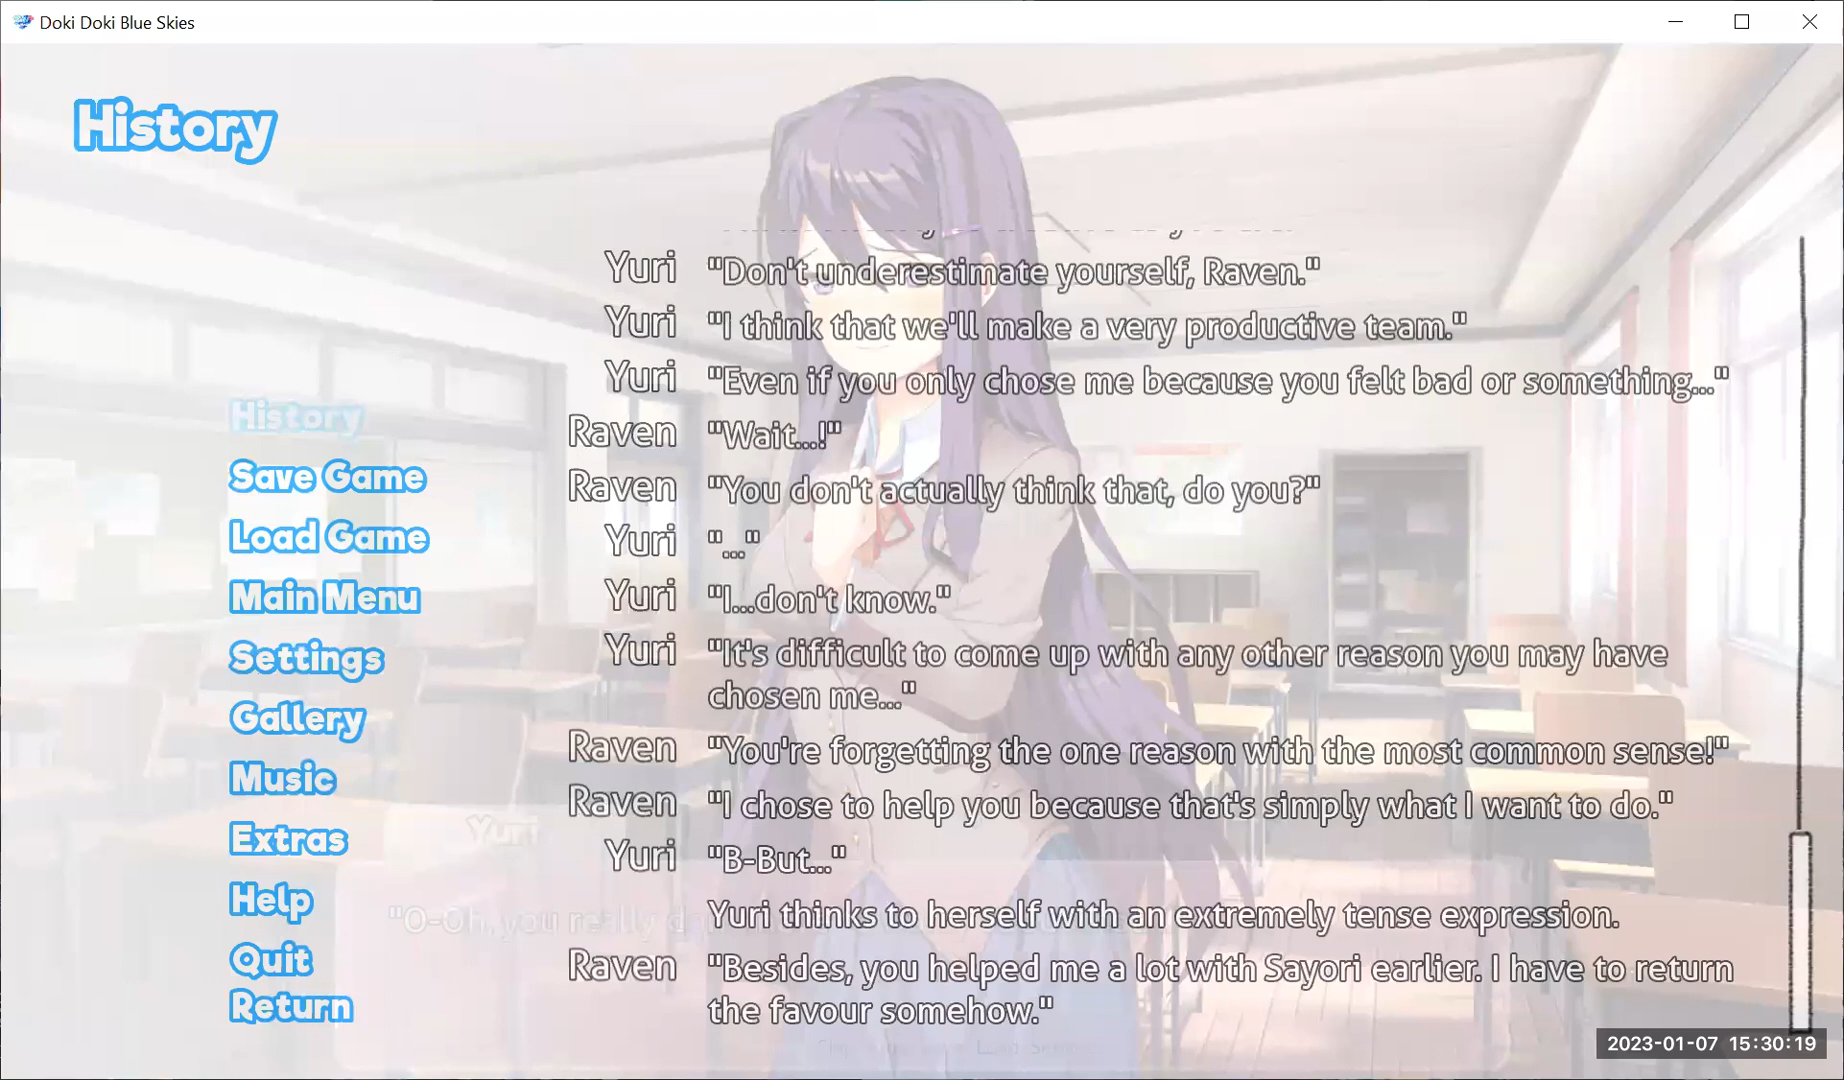 Doki Doki Blue Skies
History
Yuri "Don't underestimate yourself, Raven."
Yuri "I think that we'll make a very productive team."
Yuri "Even if you only chose me because you felt bad or something..."
Raven "Wait...!"
Raven "You don't actually think that, do you?"
Yuri "..."
Yuri "I...don't know."
Yuri "It's difficult to come up with any other reason you may have
chosen me..."
Raven "You're forgetting the one reason with the most common sense!"
Raven "I chose to help you because that's simply what I want to do."
Yuri "B-But..."
Yuri thinks to herself with an extremely tense expression.
Raven "Besides, you helped me a lot with Sayori earlier. I have to return
the favour somehow."
History
Save Game
Load Game
Main Menu
Settings
Gallery
Music
Extras
Help
Quit
Return
Yuri
"O-Oh, you really
2023-01-07 15:30:19